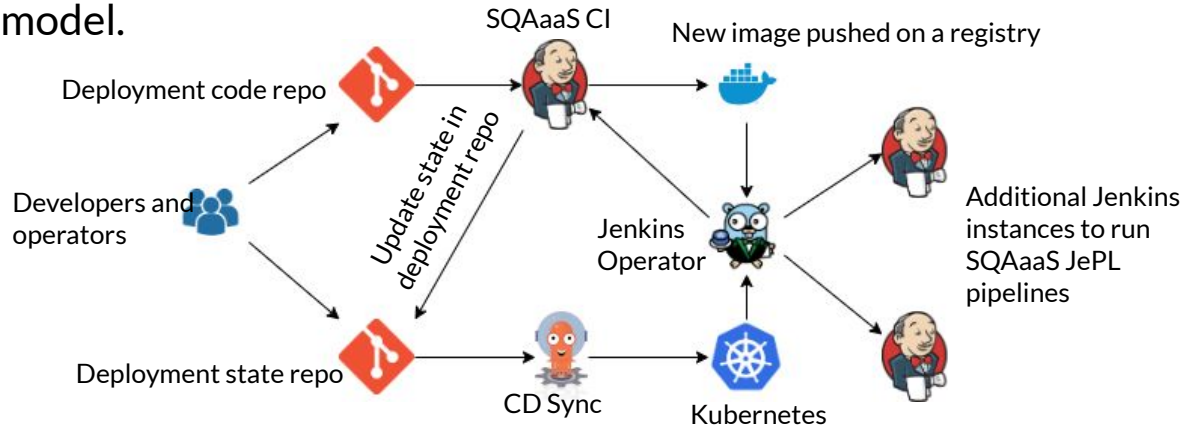 model.
SQAaaS CI
New image pushed on a registry
Deployment code repo
Update state in
deployment repo
Developers and
operators
Jenkins
Operator
Additional Jenkins
instances to run
SQAaaS JePL
pipelines
Deployment state repo
CD Sync
Kubernetes